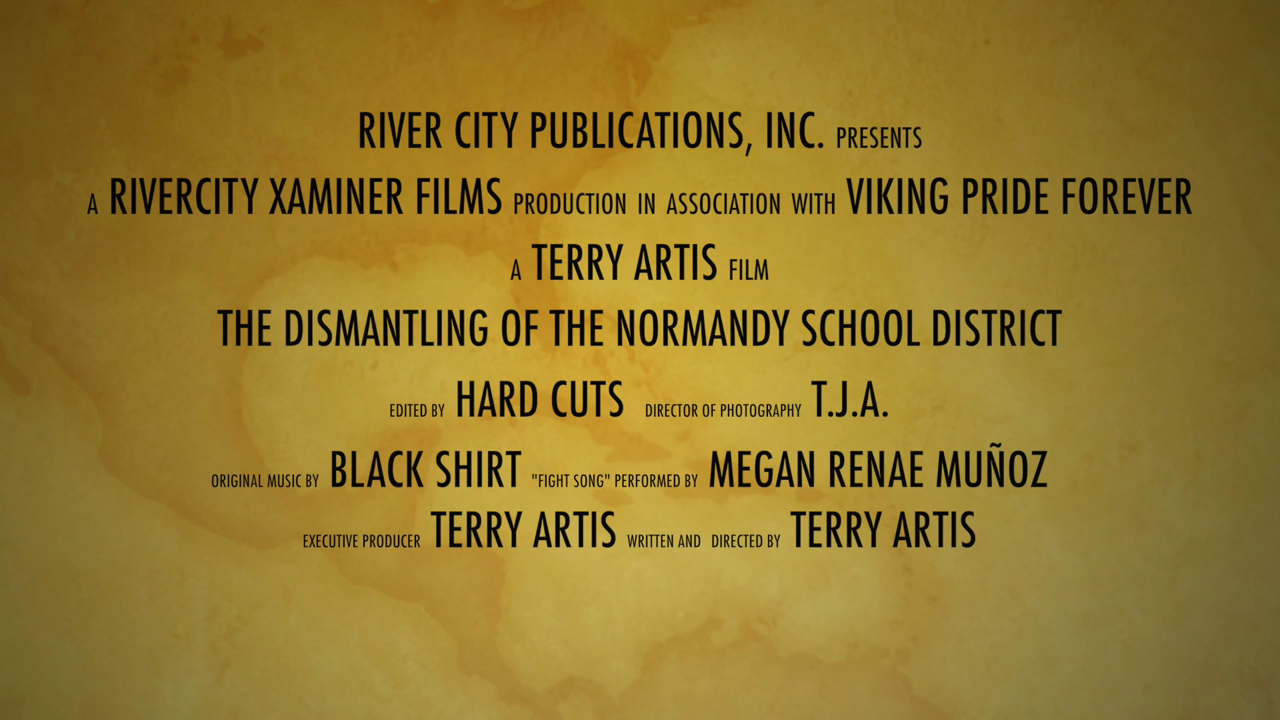 RIVER CITY PUBLICATIONS, INC. PRESENTS
A RIVERCITY XAMINER FILMS PRODUCTION IN ASSOCIATION WITH VIKING PRIDE FOREVER
A TERRY ARTIS FILM
THE DISMANTLING OF THE NORMANDY SCHOOL DISTRICT
EDITED BY HARD CUTS DIRECTOR OF PHOTOGRAPHY T.J.A.
ORIGINAL MUSIC BY BLACK SHIRT "FIGHT SONG" PERFORMED BY MEGAN RENAE MUÑOZ
EXECUTIVE PRODUCER TERRY ARTIS WRITTEN AND DIRECTED BY TERRY ARTIS